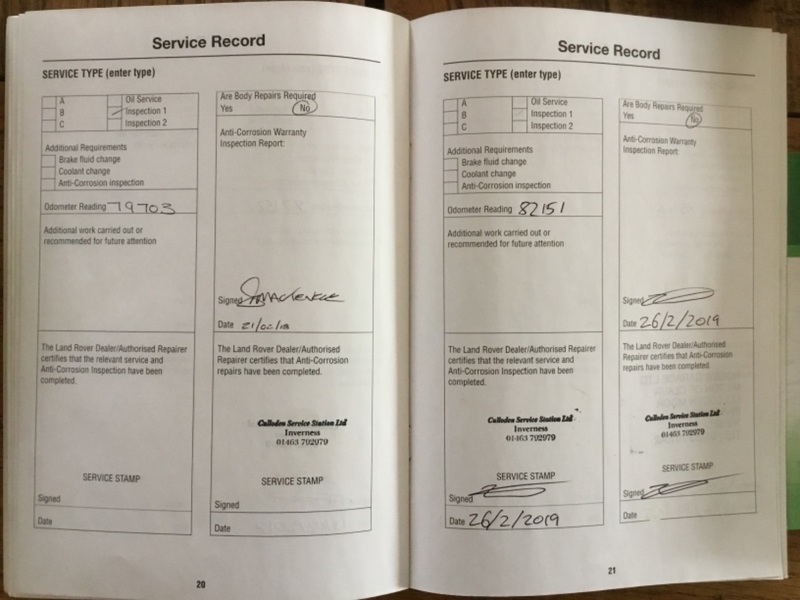 Service Record
SERVICE TYPE (enter type)
A
B
C
Oil Service
Inspection 1
Inspection 2
Additional Requirements
Brake fluid change
Coolant change
Anti-Corrosion inspection
Odometer Reading 79703
Additional work carried out or
recommended for future attention
The Land Rover Dealer/Authorised Repairer
certifies that the relevant service and
Anti-Corrosion Inspection have been
completed.
SERVICE STAMP
Signed
Date
Are Body Repairs Required
Yes No
Anti-Corrosion Warranty
Inspection Report:
Signed
Date
The Land Rover Dealer/Authorised
Repairer certifies that Anti-Corrosion
repairs have been completed.
Culloden Service Station Ltd
Inverness
01463 792979
SERVICE STAMP
Signed
Date
20
Service Record
SERVICE TYPE (enter type)
A
B
C
Oil Service
Inspection 1
Inspection 2
Additional Requirements
Brake fluid change
Coolant change
Anti-Corrosion inspection
Odometer Reading 82151
Additional work carried out or
recommended for future attention
The Land Rover Dealer/Authorised Repairer
certifies that the relevant service and
Anti-Corrosion Inspection have been
completed.
Culloden Service Station Ltd
Inverness
01463 792979
SERVICE STAMP
Signed
Date 26/2/2019
Are Body Repairs Required
Yes No
Anti-Corrosion Warranty
Inspection Report:
Signed
Date 26/2/2019
The Land Rover Dealer/Authorised
Repairer certifies that Anti-Corrosion
repairs have been completed.
Culloden Service Station Ltd
Inverness
01463 792979
SERVICE STAMP
Signed
Date
21